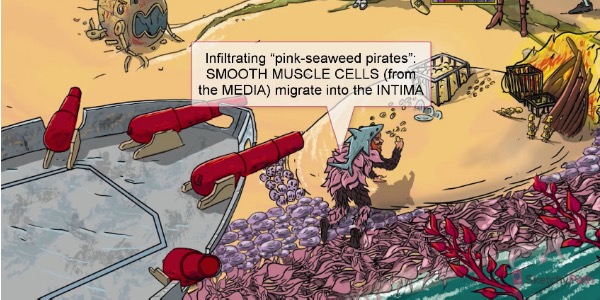 Infiltrating “pink-seaweed pirates”:
SMOOTH MUSCLE CELLS (from
the MEDIA) migrate into the INTIMA